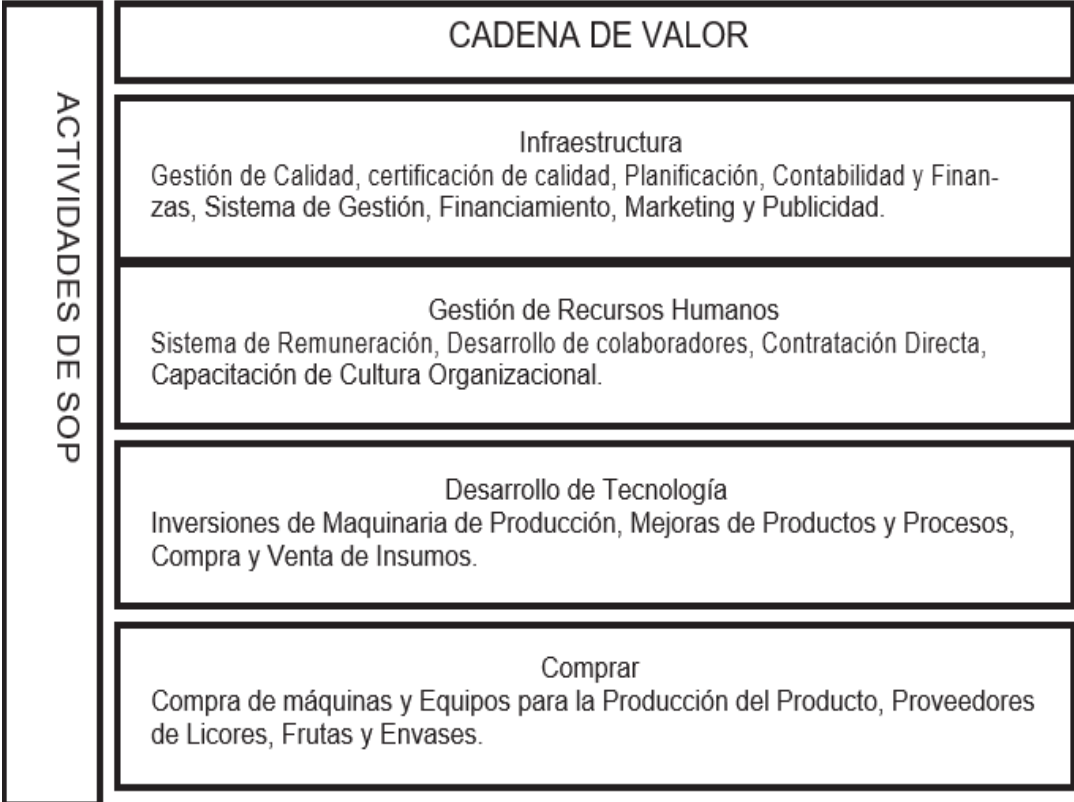 CADENA DE VALOR
ACTIVIDADES DE SOP
Infraestructura
Gestión de Calidad, certificación de calidad, Planificación, Contabilidad y Finan-
zas, Sistema de Gestión, Financiamiento, Marketing y Publicidad.
Gestión de Recursos Humanos
Sistema de Remuneración, Desarrollo de colaboradores, Contratación Directa,
Capacitación de Cultura Organizacional.
Desarrollo de Tecnología
Inversiones de Maquinaria de Producción, Mejoras de Productos y Procesos,
Compra y Venta de Insumos.
Comprar
Compra de máquinas y Equipos para la Producción del Producto, Proveedores
de Licores, Frutas y Envases.